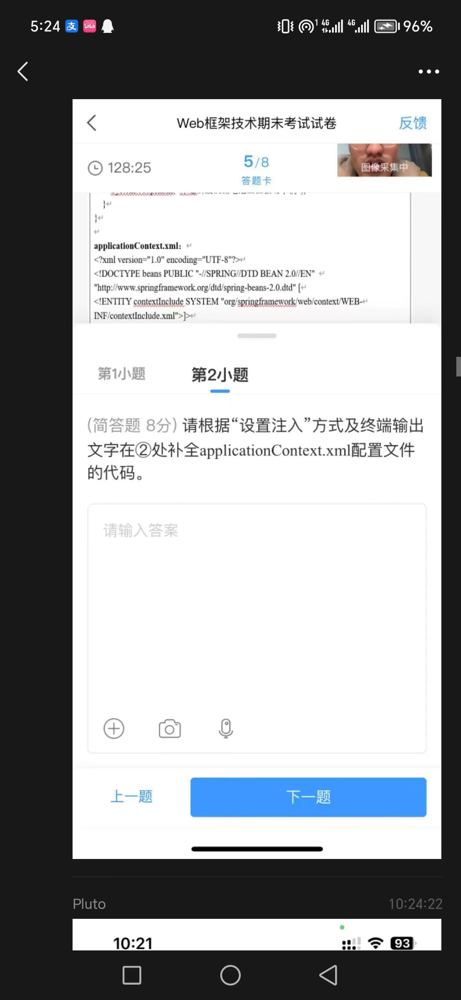 5:24
支
bilibili
1 4G 4G 96%
Web框架技术期末考试试卷
反馈
128:25
5/8
答题卡
图像采集中
}↵
}↵
↵
applicationContext.xml：↵
<?xml version="1.0" encoding="UTF-8"?>↵
<!DOCTYPE beans PUBLIC "-//SPRING//DTD BEAN 2.0//EN" ↵
"http://www.springframework.org/dtd/spring-beans-2.0.dtd" [↵
<!ENTITY contextInclude SYSTEM "org/springframework/web/context/WEB-↵
INF/contextInclude.xml">]>↵
第1小题
第2小题
(简答题 8分) 请根据“设置注入”方式及终端输出
文字在②处补全applicationContext.xml配置文件
的代码。
请输入答案
上一题
下一题
Pluto
10:24:22
10:21
93